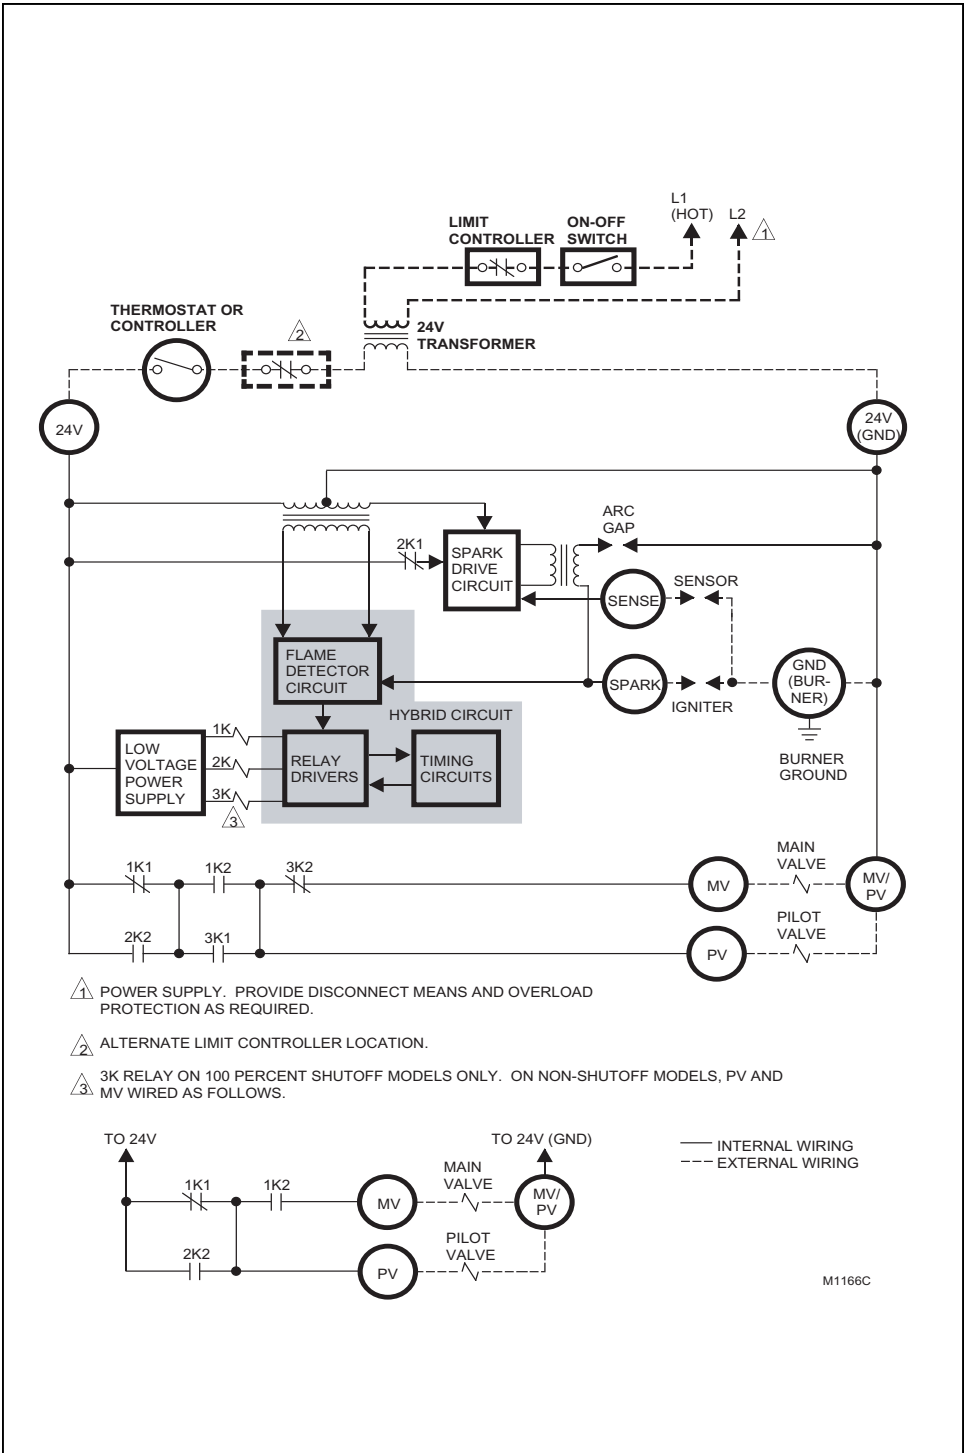 L1
(HOT)
L2
1
LIMIT
CONTROLLER
ON-OFF
SWITCH
THERMOSTAT OR
CONTROLLER
2
24V
TRANSFORMER
24V
24V
(GND)
ARC
GAP
2K1
SPARK
DRIVE
CIRCUIT
SENSE
SENSOR
FLAME
DETECTOR
CIRCUIT
SPARK
IGNITER
GND
(BUR-
NER)
BURNER
GROUND
HYBRID CIRCUIT
LOW
VOLTAGE
POWER
SUPPLY
1K
2K
3K
3
RELAY
DRIVERS
TIMING
CIRCUITS
1K1
1K2
3K2
MV
MAIN
VALVE
MV/
PV
2K2
3K1
PV
PILOT
VALVE
1 POWER SUPPLY. PROVIDE DISCONNECT MEANS AND OVERLOAD
PROTECTION AS REQUIRED.
2 ALTERNATE LIMIT CONTROLLER LOCATION.
3 3K RELAY ON 100 PERCENT SHUTOFF MODELS ONLY. ON NON-SHUTOFF MODELS, PV AND
MV WIRED AS FOLLOWS.
TO 24V
TO 24V (GND)
INTERNAL WIRING
EXTERNAL WIRING
1K1
1K2
MV
MAIN
VALVE
MV/
PV
2K2
PV
PILOT
VALVE
M1166C